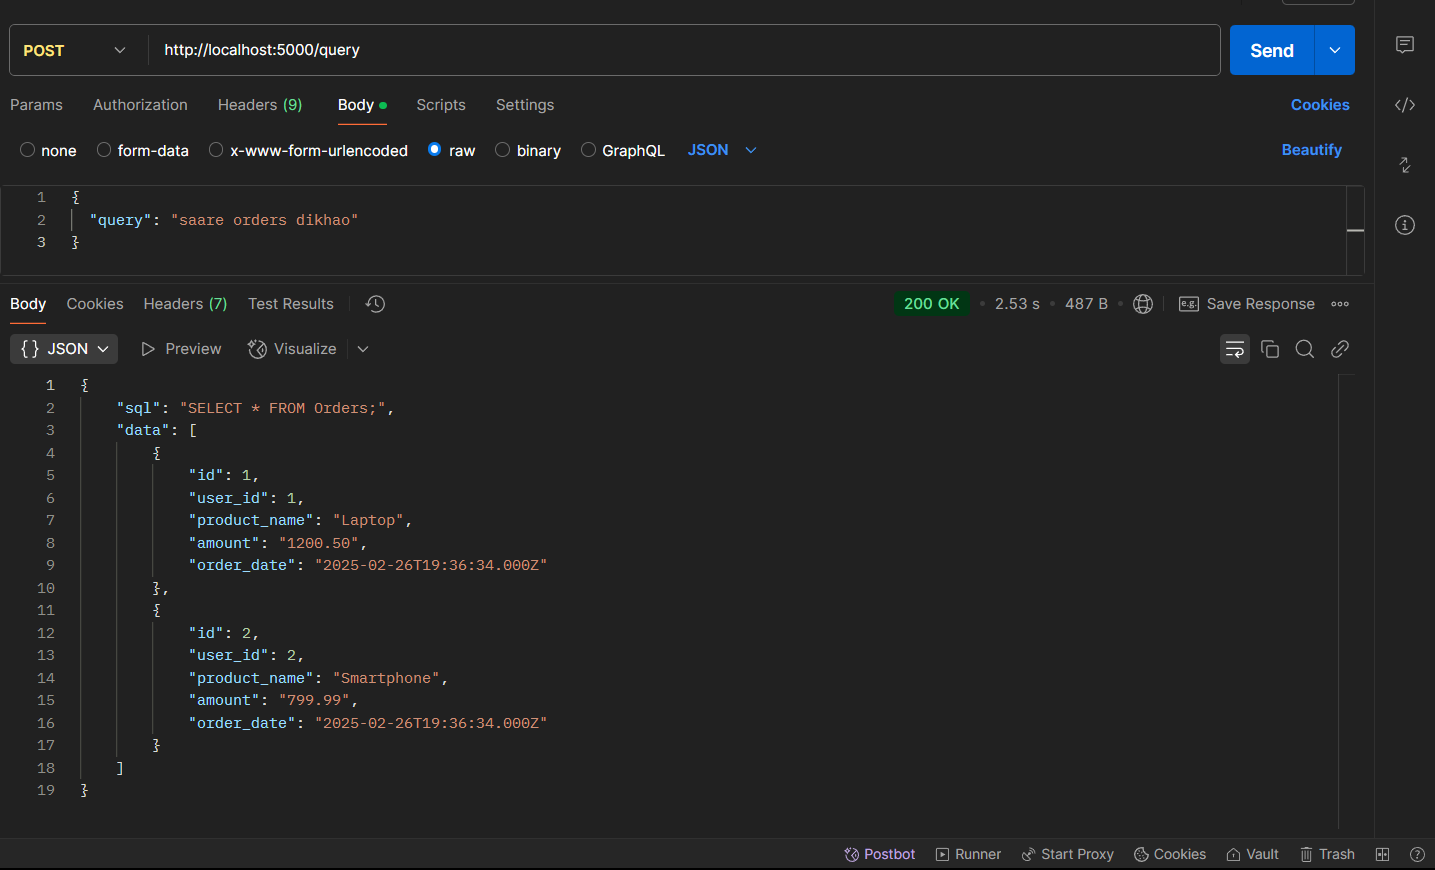 POST http://localhost:5000/query Send
Params Authorization Headers (9) Body Scripts Settings Cookies
none form-data x-www-form-urlencoded raw binary GraphQL JSON Beautify
1 {
2 "query": "saare orders dikhao"
3 }
Body Cookies Headers (7) Test Results 200 OK • 2.53 s • 487 B • e.g. Save Response
{} JSON Preview Visualize
1 {
2 "sql": "SELECT * FROM Orders;",
3 "data": [
4 {
5 "id": 1,
6 "user_id": 1,
7 "product_name": "Laptop",
8 "amount": "1200.50",
9 "order_date": "2025-02-26T19:36:34.000Z"
10 },
11 {
12 "id": 2,
13 "user_id": 2,
14 "product_name": "Smartphone",
15 "amount": "799.99",
16 "order_date": "2025-02-26T19:36:34.000Z"
17 }
18 ]
19 }
Postbot Runner Start Proxy Cookies Vault Trash